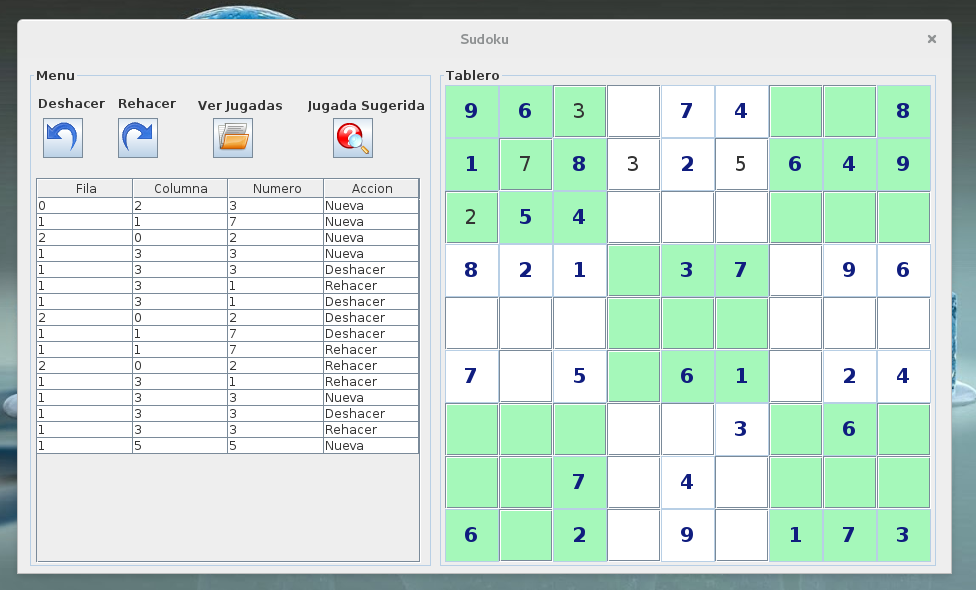 Sudoku ×
Menu
Deshacer Rehacer Ver Jugadas Jugada Sugerida
Fila Columna Numero Accion
0 2 3 Nueva
1 1 7 Nueva
2 0 2 Nueva
1 3 3 Nueva
1 3 3 Deshacer
1 3 1 Rehacer
1 3 1 Deshacer
2 0 2 Deshacer
1 1 7 Deshacer
1 1 7 Rehacer
2 0 2 Rehacer
1 3 1 Rehacer
1 3 3 Nueva
1 3 3 Deshacer
1 3 3 Rehacer
1 5 5 Nueva
Tablero
9 6 3 7 4 8
1 7 8 3 2 5 6 4 9
2 5 4
8 2 1 3 7 9 6
7 5 6 1 2 4
3 6
7 4
6 2 9 1 7 3